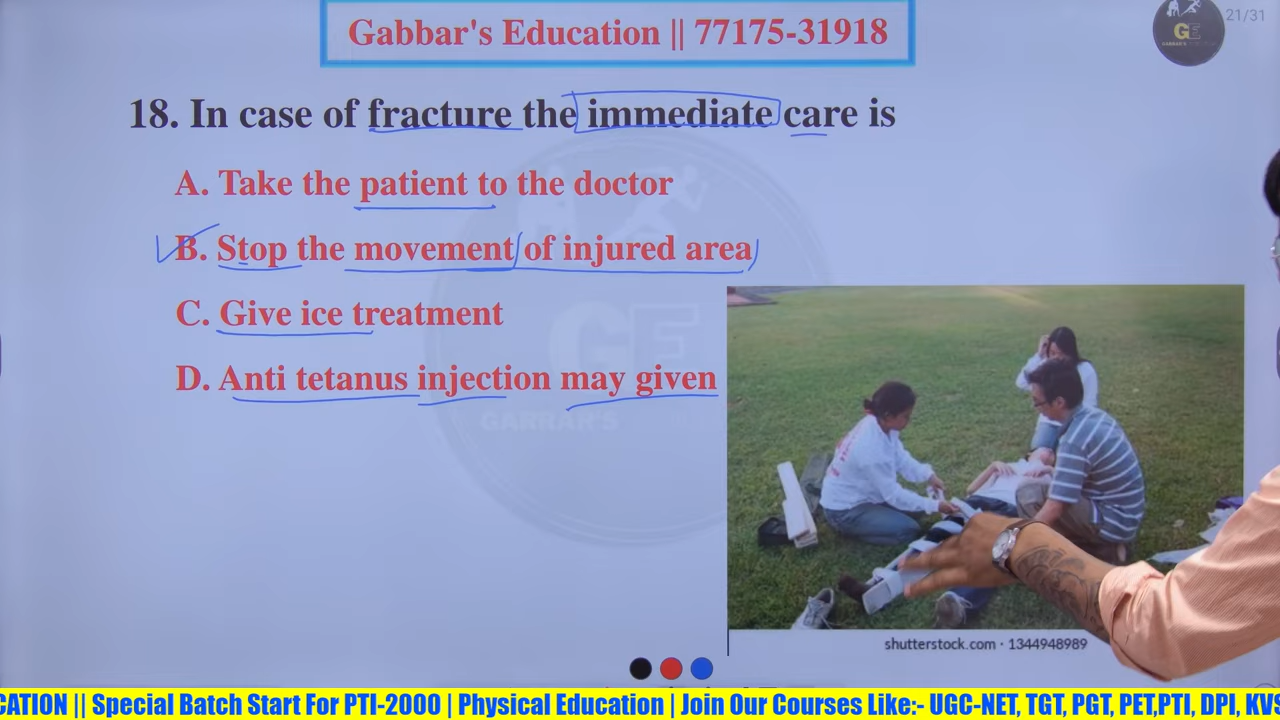 Gabbar's Education || 77175-31918
21/31
GE
18. In case of fracture the immediate care is
A. Take the patient to the doctor
B. Stop the movement of injured area
C. Give ice treatment
D. Anti tetanus injection may given
GE
GABBAR'S
shutterstock.com · 1344948989
CATION || Special Batch Start For PTI-2000 | Physical Education | Join Our Courses Like:- UGC-NET, TGT, PGT, PET,PTI, DPI, KVS